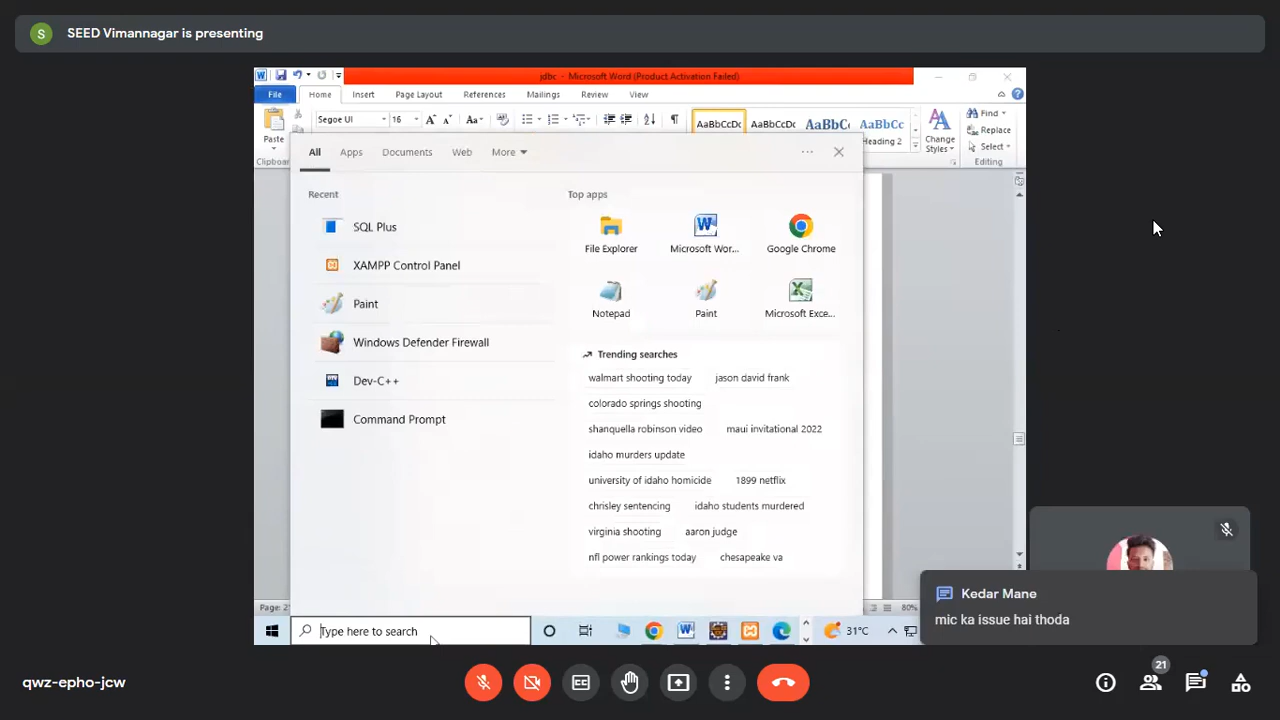 S SEED Vimannagar is presenting
jdbc - Microsoft Word (Product Activation Failed)
File Home Insert Page Layout References Mailings Review View
Segoe UI 16 A A Aa AaBbCcDc AaBbCcDc AaBbC AaBbCc Find
Paste Change Replace
Heading 2 Styles Select
Clipboar Editing
All Apps Documents Web More
Recent
SQL Plus
XAMPP Control Panel
Paint
Windows Defender Firewall
Dev-C++
Command Prompt
Top apps
File Explorer Microsoft Wor... Google Chrome
Notepad Paint Microsoft Exce...
Trending searches
walmart shooting today jason david frank
colorado springs shooting
shanquella robinson video maui invitational 2022
idaho murders update
university of idaho homicide 1899 netflix
chrisley sentencing idaho students murdered
virginia shooting aaron judge
nfl power rankings today chesapeake va
Page: 2 80%
Type here to search 31°C
Kedar Mane
mic ka issue hai thoda
qwz-epho-jcw 21